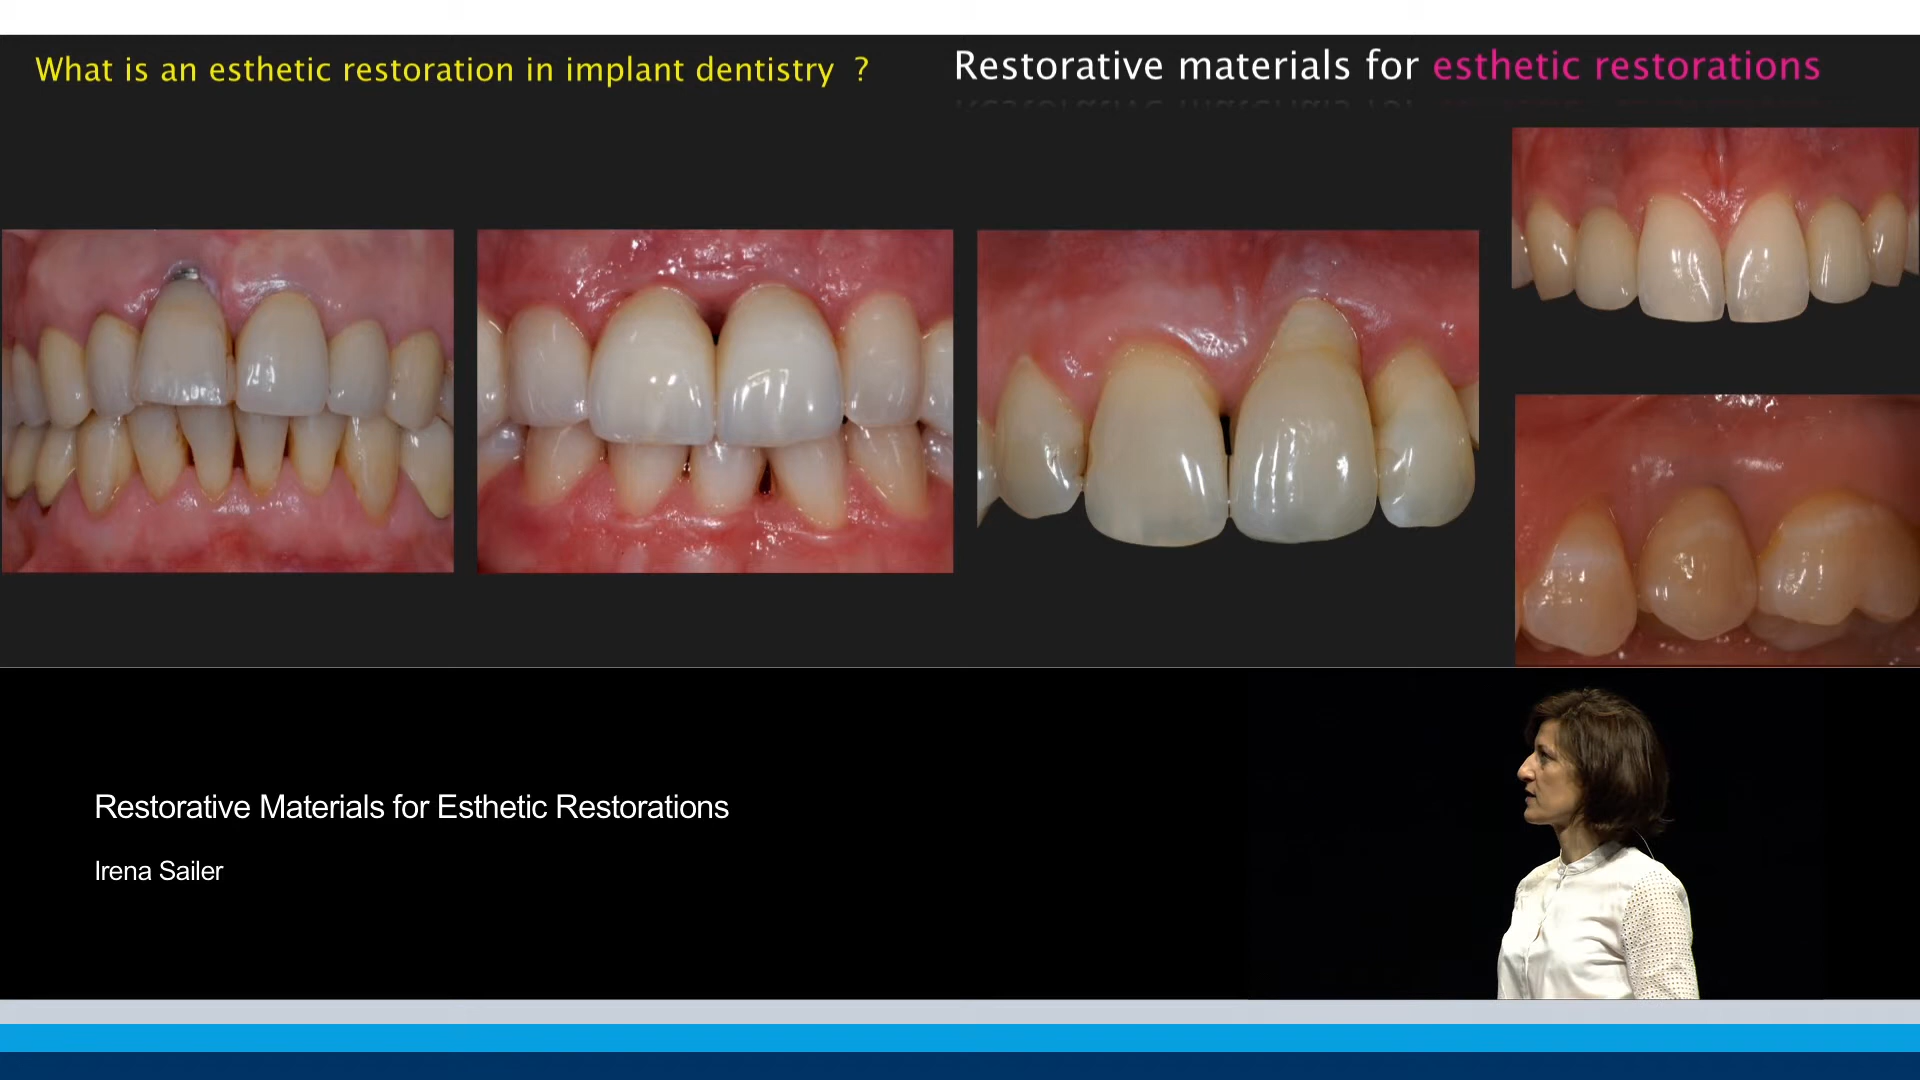 What is an esthetic restoration in implant dentistry ?
Restorative materials for esthetic restorations
Restorative Materials for Esthetic Restorations
Irena Sailer